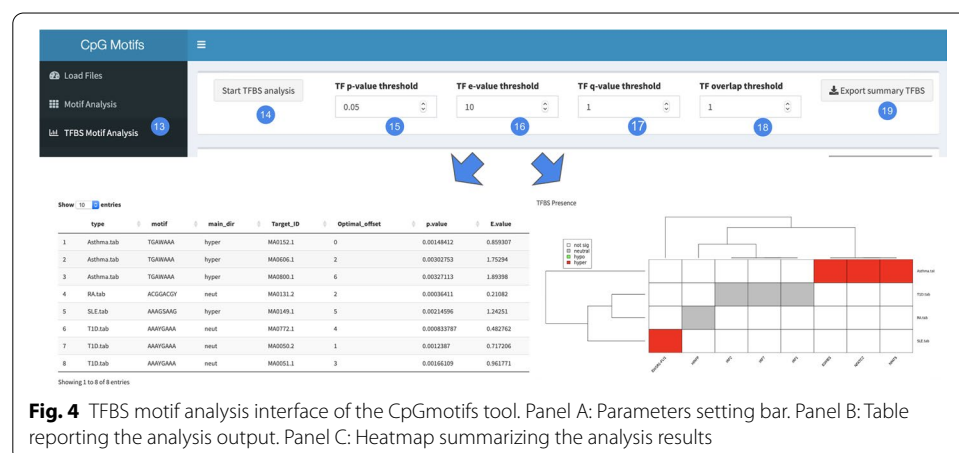 CpG Motifs
Load Files
Motif Analysis
TFBS Motif Analysis
13
Start TFBS analysis
14
TF p-value threshold
0.05
15
TF e-value threshold
10
16
TF q-value threshold
1
17
TF overlap threshold
1
18
Export summary TFBS
19
Show 10 entries
type motif main_dir Target_ID Optimal_offset p.value E.value
1 Asthma.tab TGAWAAA hyper MA0152.1 0 0.00148412 0.859307
2 Asthma.tab TGAWAAA hyper MA0606.1 2 0.00302753 1.75294
3 Asthma.tab TGAWAAA hyper MA0800.1 6 0.00327113 1.89398
4 RA.tab ACGGACGY neut MA0131.2 2 0.00036411 0.21082
5 SLE.tab AAAGSAAG hyper MA0149.1 5 0.00214596 1.24251
6 T1D.tab AAAYGAAA neut MA0772.1 4 0.000833787 0.482762
7 T1D.tab AAAYGAAA neut MA0050.2 1 0.0012387 0.717206
8 T1D.tab AAAYGAAA neut MA0051.1 3 0.00166109 0.961771
Showing 1 to 8 of 8 entries
TFBS Presence
not sig
neutral
hypo
hyper
Asthma.tab
T1D.tab
RA.tab
SLE.tab
Fig. 4 TFBS motif analysis interface of the CpGmotifs tool. Panel A: Parameters setting bar. Panel B: Table
reporting the analysis output. Panel C: Heatmap summarizing the analysis results